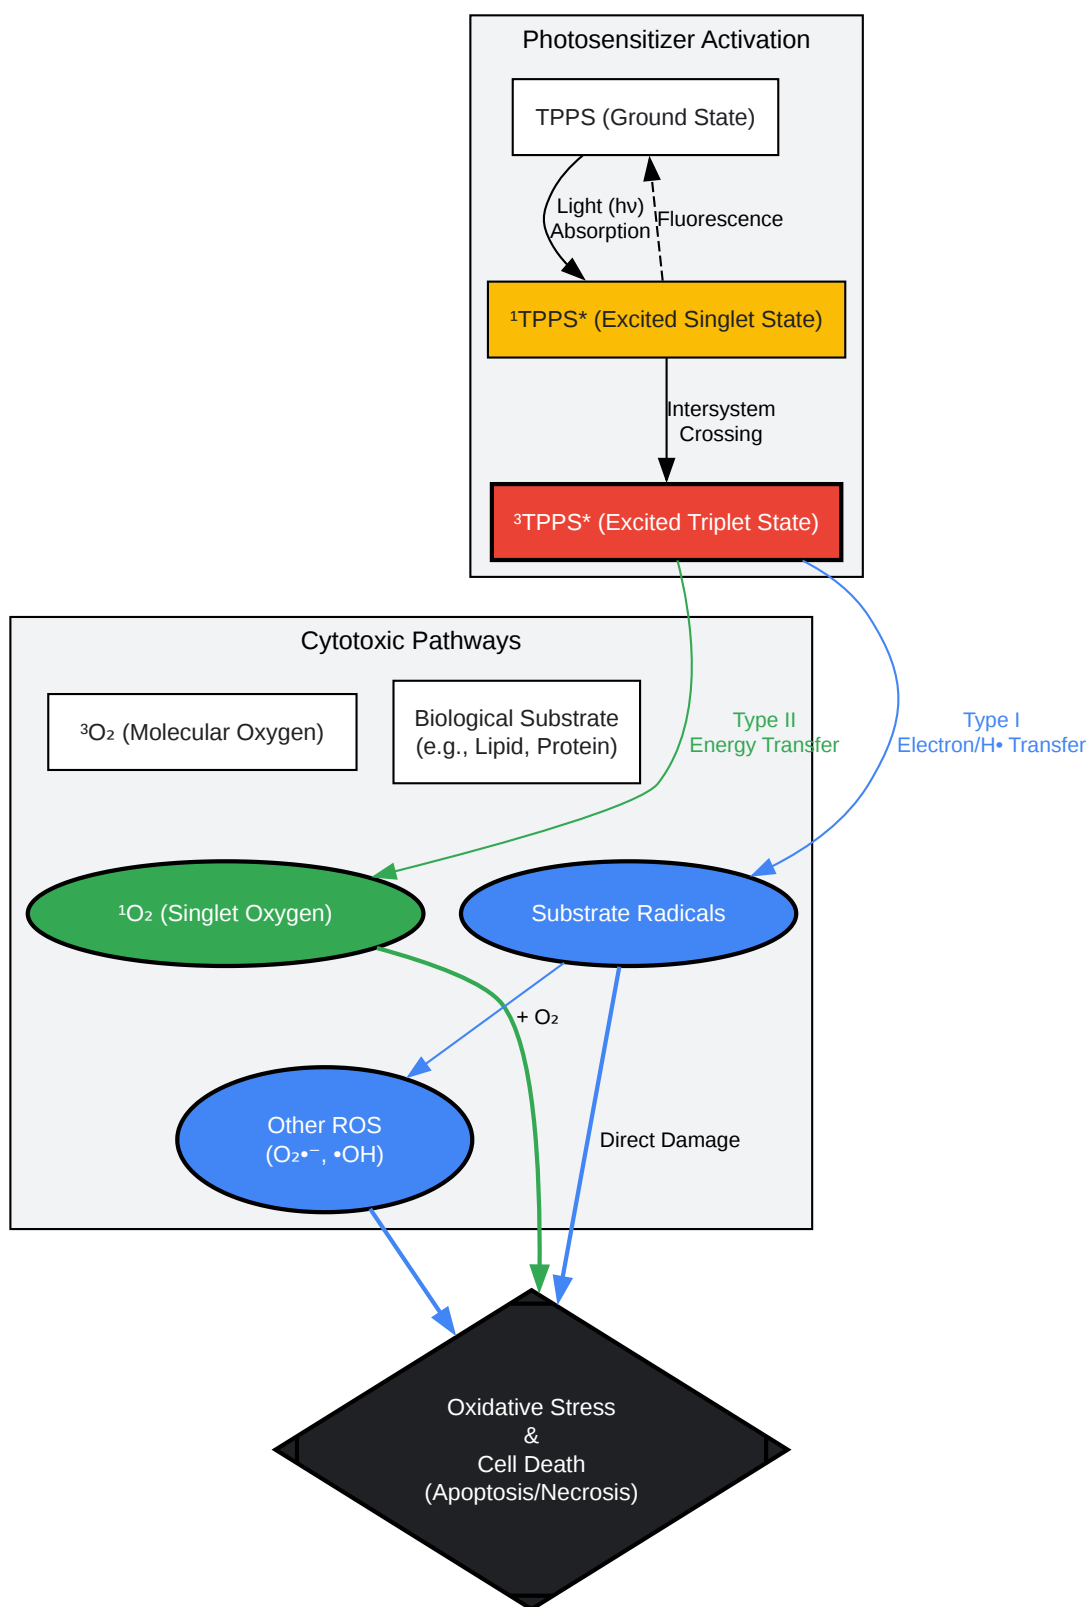 Photosensitizer Activation
TPPS (Ground State)
Light (hν)
Absorption
Fluorescence
¹TPPS* (Excited Singlet State)
Intersystem
Crossing
³TPPS* (Excited Triplet State)
Cytotoxic Pathways
³O₂ (Molecular Oxygen)
Biological Substrate
(e.g., Lipid, Protein)
Type II
Energy Transfer
Type I
Electron/H• Transfer
¹O₂ (Singlet Oxygen)
Substrate Radicals
+ O₂
Other ROS
(O₂•⁻, •OH)
Direct Damage
Oxidative Stress
&
Cell Death
(Apoptosis/Necrosis)